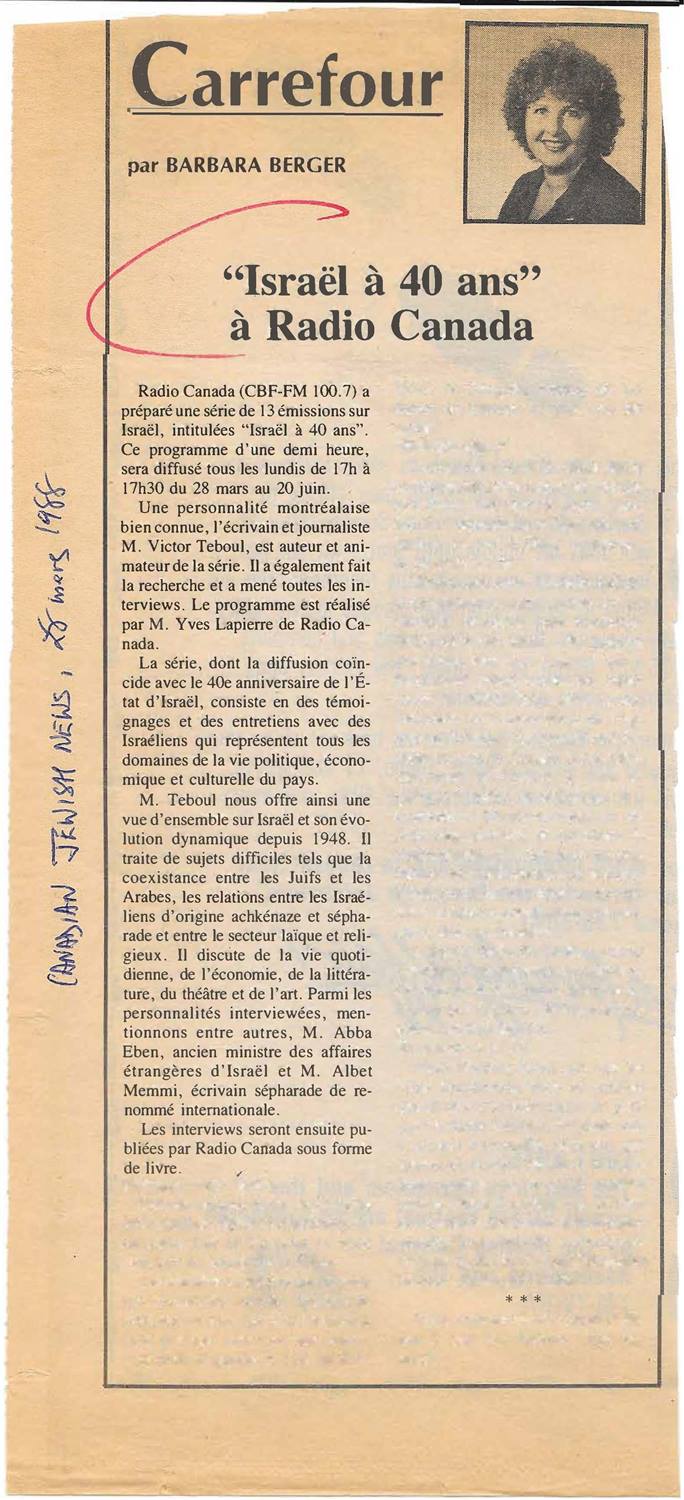 Carrefour
par BARBARA BERGER
“Israël à 40 ans”
à Radio Canada
Radio Canada (CBF-FM 100.7) a
préparé une série de 13 émissions sur
Israël, intitulées “Israël à 40 ans”.
Ce programme d’une demi heure,
sera diffusé tous les lundis de 17h à
17h30 du 28 mars au 20 juin.
Une personnalité montréalaise
bien connue, l’écrivain et journaliste
M. Victor Teboul, est auteur et ani-
mateur de la série. Il a également fait
la recherche et a mené toutes les in-
terviews. Le programme est réalisé
par M. Yves Lapierre de Radio Ca-
nada.
La série, dont la diffusion coïn-
cide avec le 40e anniversaire de l’É-
tat d’Israël, consiste en des témoi-
gnages et des entretiens avec des
Israéliens qui représentent tous les
domaines de la vie politique, écono-
mique et culturelle du pays.
M. Teboul nous offre ainsi une
vue d’ensemble sur Israël et son évo-
lution dynamique depuis 1948. Il
traite de sujets difficiles tels que la
coexistance entre les Juifs et les
Arabes, les relations entre les Israé-
liens d’origine achkénaze et sépha-
rade et entre le secteur laïque et reli-
gieux. Il discute de la vie quoti-
dienne, de l’économie, de la littéra-
ture, du théâtre et de l’art. Parmi les
personnalités interviewées, men-
tionnons entre autres, M. Abba
Eben, ancien ministre des affaires
étrangères d’Israël et M. Albet
Memmi, écrivain sépharade de re-
nommé internationale.
Les interviews seront ensuite pu-
bliées par Radio Canada sous forme
de livre.
* * *
CANADIAN JEWISH NEWS, mars 1988